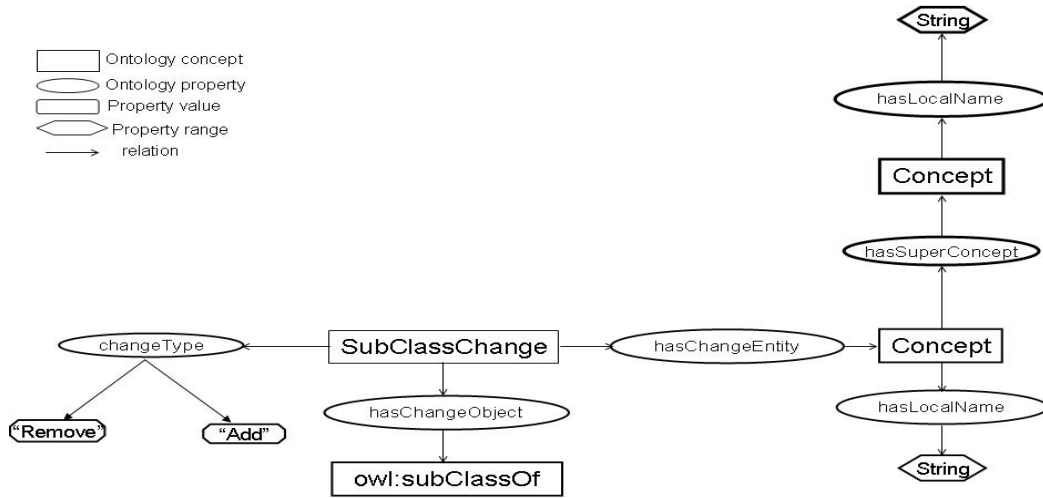 String
Ontology concept
Ontology property
Property value
Property range
relation
hasLocalName
Concept
hasSuperConcept
changeType
SubClassChange
hasChangeEntity
Concept
hasChangeObject
hasLocalName
"Remove"
"Add"
owl:subClassOf
String